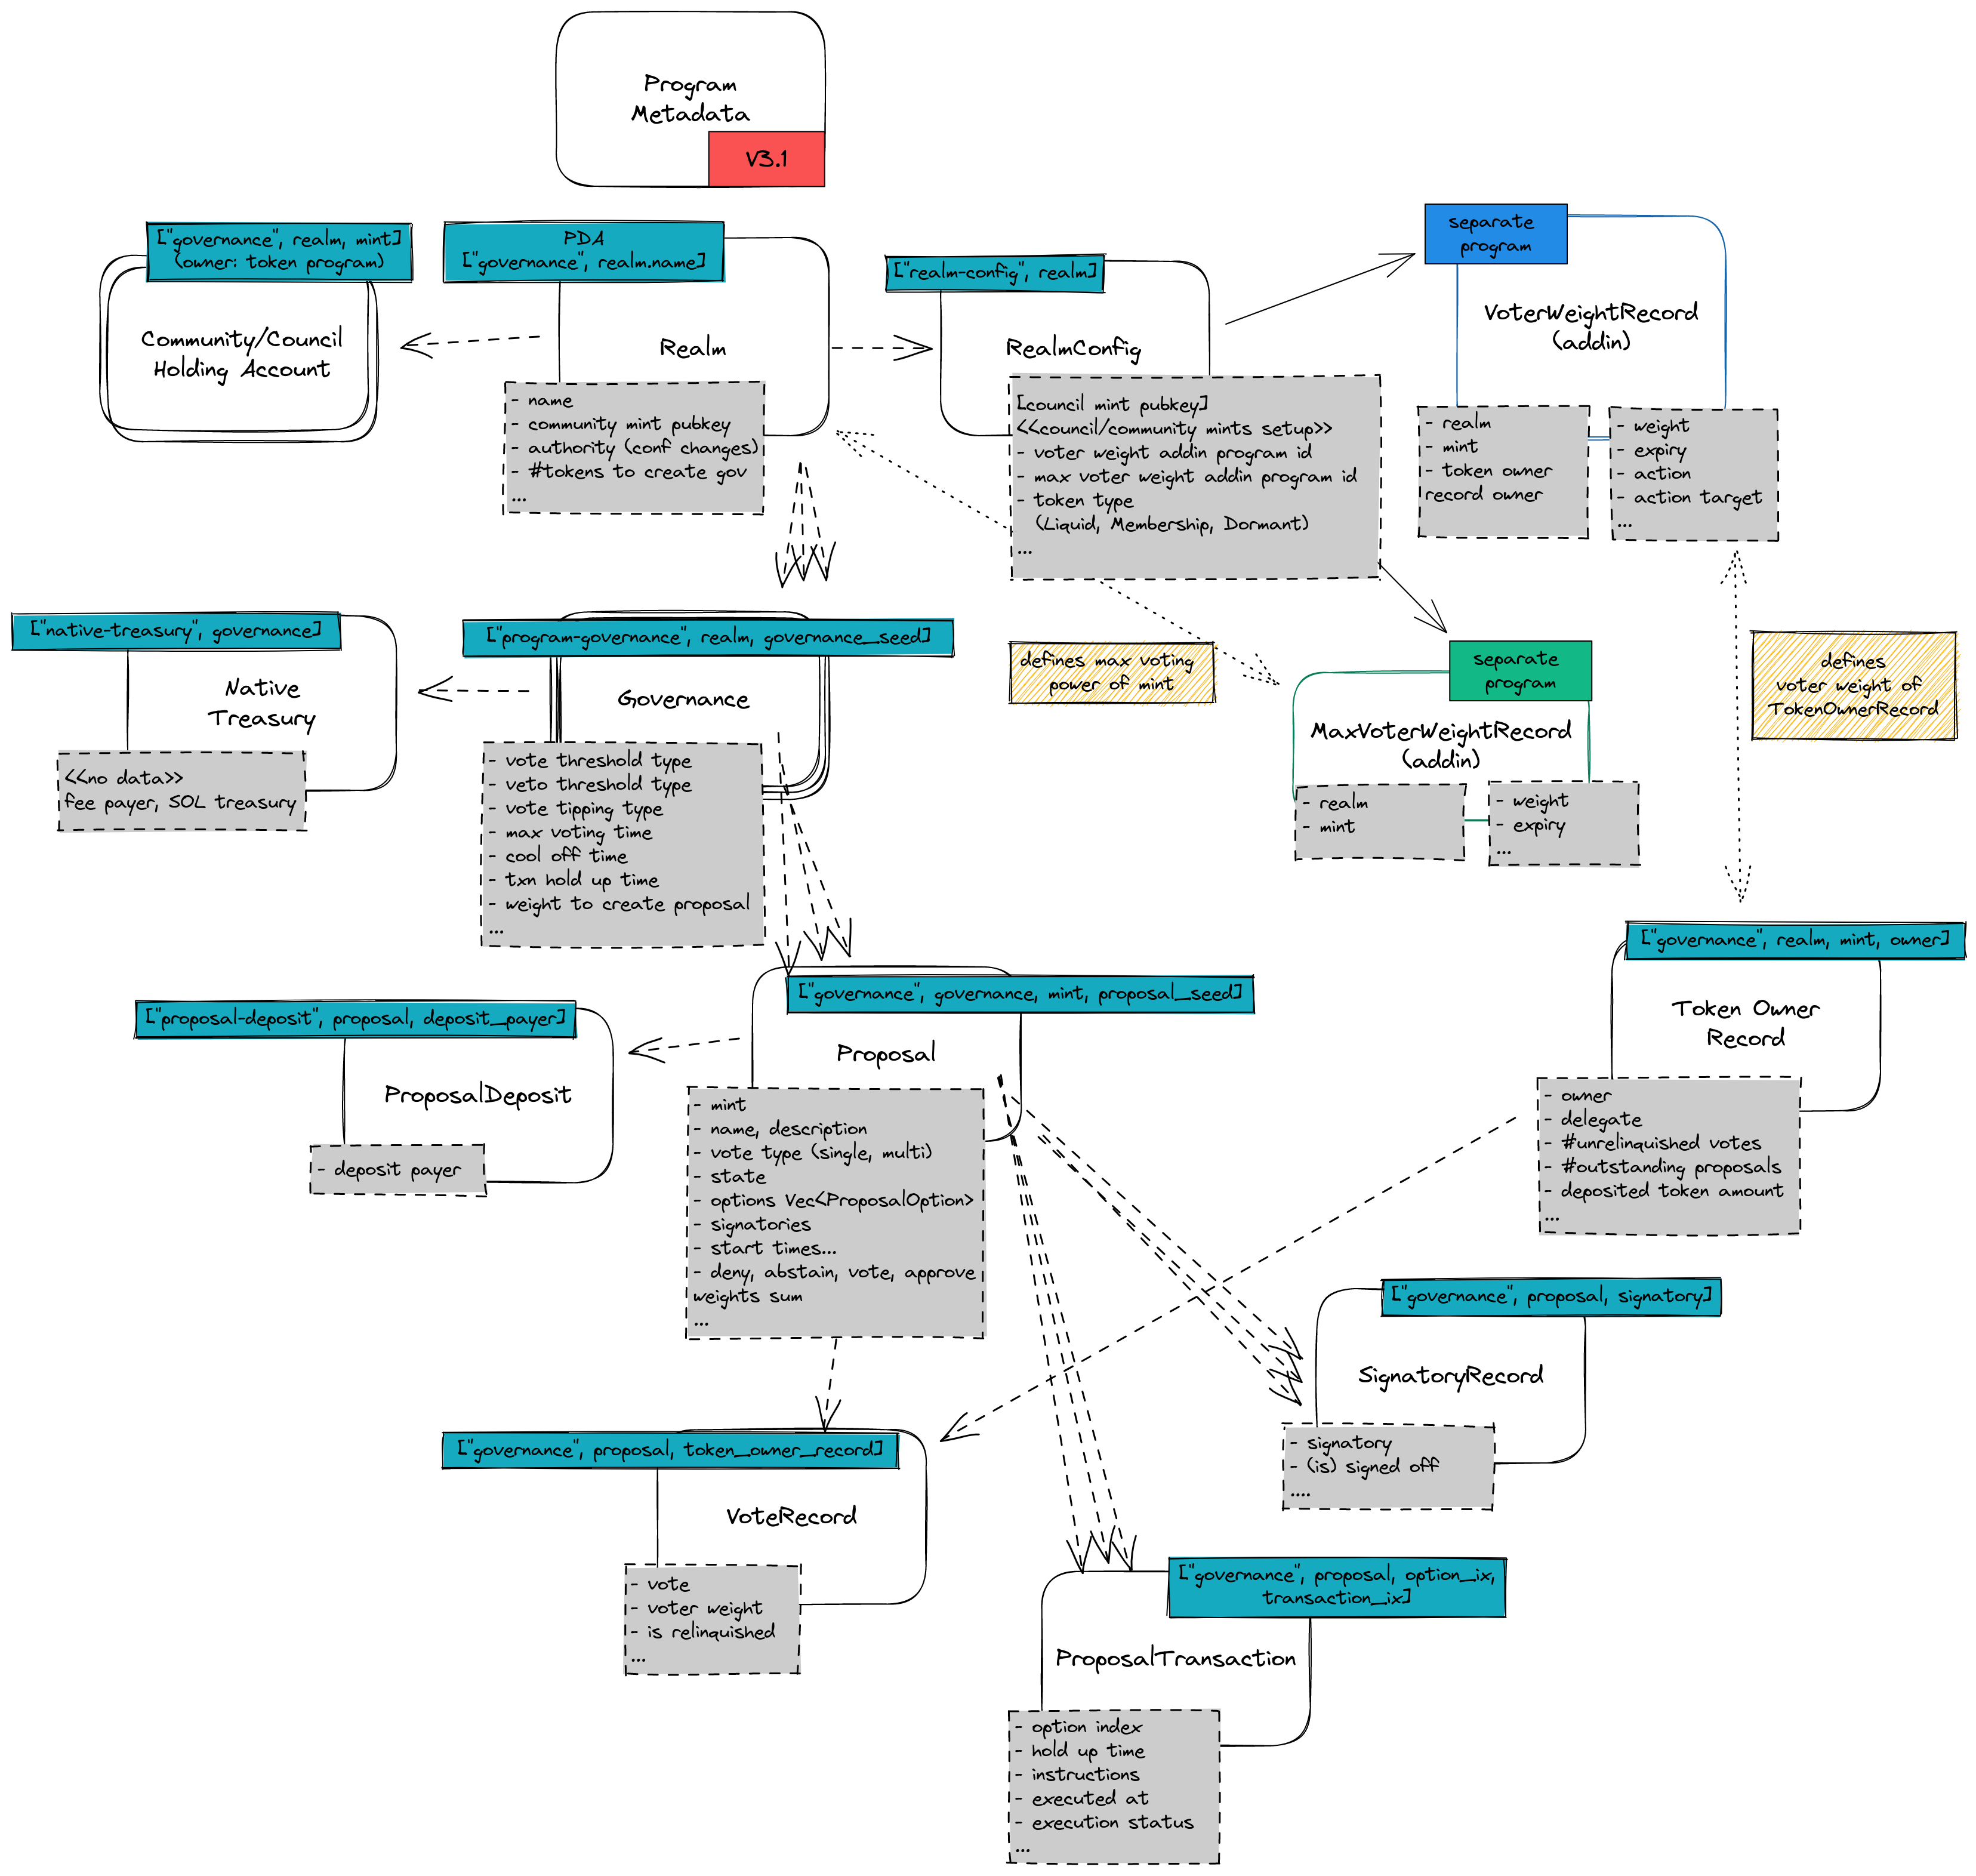 Program
Metadata
V3.1
["governance", realm, mint]
(owner: token program)
Community/Council
Holding Account
PDA
["governance", realm.name]
Realm
- name
- community mint pubkey
- authority (conf changes)
- #tokens to create gov
...
["realm-config", realm]
RealmConfig
[council mint pubkey]
<<council/community mints setup>>
- voter weight addin program id
- max voter weight addin program id
- token type
(Liquid, Membership, Dormant)
...
separate
program
VoterWeightRecord
(addin)
- realm
- mint
- token owner
record owner
- weight
- expiry
- action
- action target
...
["native-treasury", governance]
Native
Treasury
<<no data>>
fee payer, SOL treasury
["program-governance", realm, governance_seed]
Governance
- vote threshold type
- veto threshold type
- vote tipping type
- max voting time
- cool off time
- txn hold up time
- weight to create proposal
...
defines max voting
power of mint
separate
program
MaxVoterWeightRecord
(addin)
- realm
- mint
- weight
- expiry
...
defines
voter weight of
TokenOwnerRecord
["governance", realm, mint, owner]
Token Owner
Record
- owner
- delegate
- #unrelinquished votes
- #outstanding proposals
- deposited token amount
...
["proposal-deposit", proposal, deposit_payer]
ProposalDeposit
- deposit payer
["governance", governance, mint, proposal_seed]
Proposal
- mint
- name, description
- vote type (single, multi)
- state
- options Vec<ProposalOption>
- signatories
- start times...
- deny, abstain, vote, approve
weights sum
...
["governance", proposal, signatory]
SignatoryRecord
- signatory
- (is) signed off
....
["governance", proposal, token_owner_record]
VoteRecord
- vote
- voter weight
- is relinquished
...
["governance", proposal, option_ix,
transaction_ix]
ProposalTransaction
- option index
- hold up time
- instructions
- executed at
- execution status
...